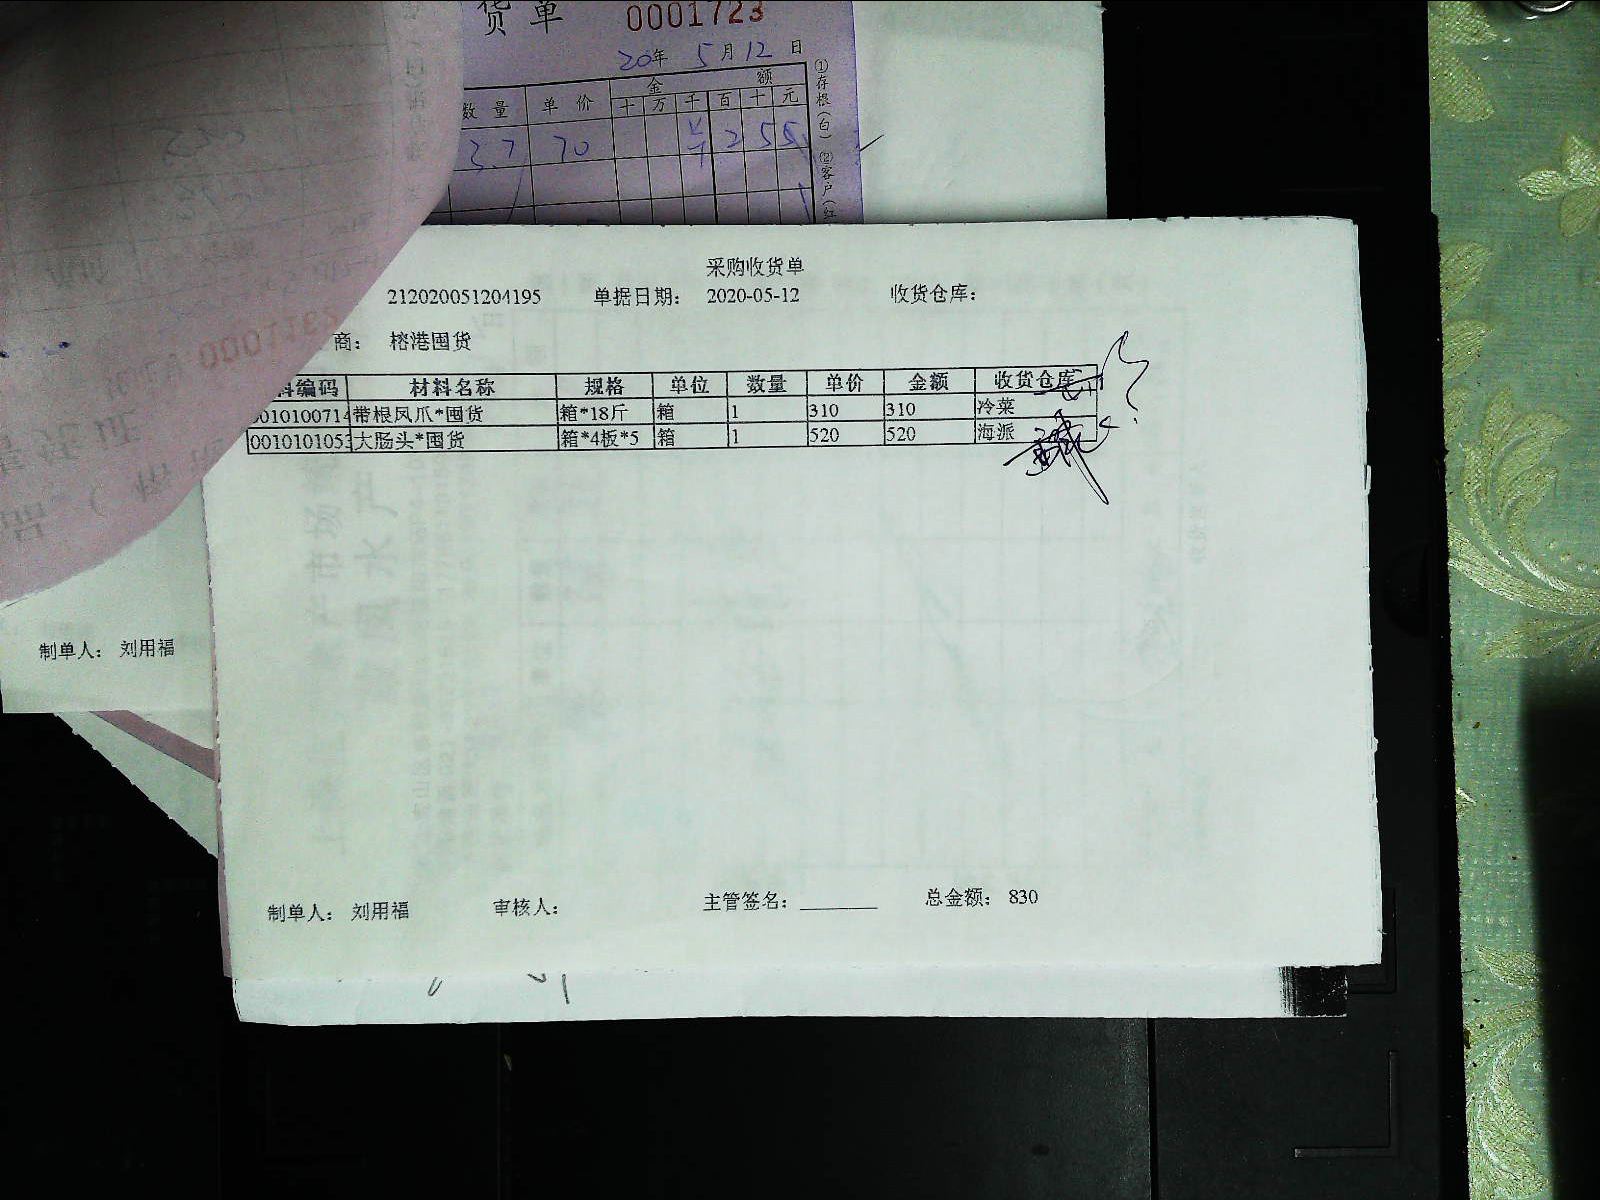 货单 0001723
20年 5月12日
金额
数量 单价 十万千百十元
3.7 70 2 5
①存根(白) ②客户(红
采购收货单
212020051204195 单据日期: 2020-05-12 收货仓库:
商: 榕港囤货
料编码 材料名称 规格 单位 数量 单价 金额 收货仓库
0010100714 带根凤爪*囤货 箱*18斤 箱 1 310 310 冷菜
0010101053 大肠头*囤货 箱*4板*5 箱 1 520 520 海派
制单人: 刘用福
制单人: 刘用福 审核人: 主管签名: 总金额: 830